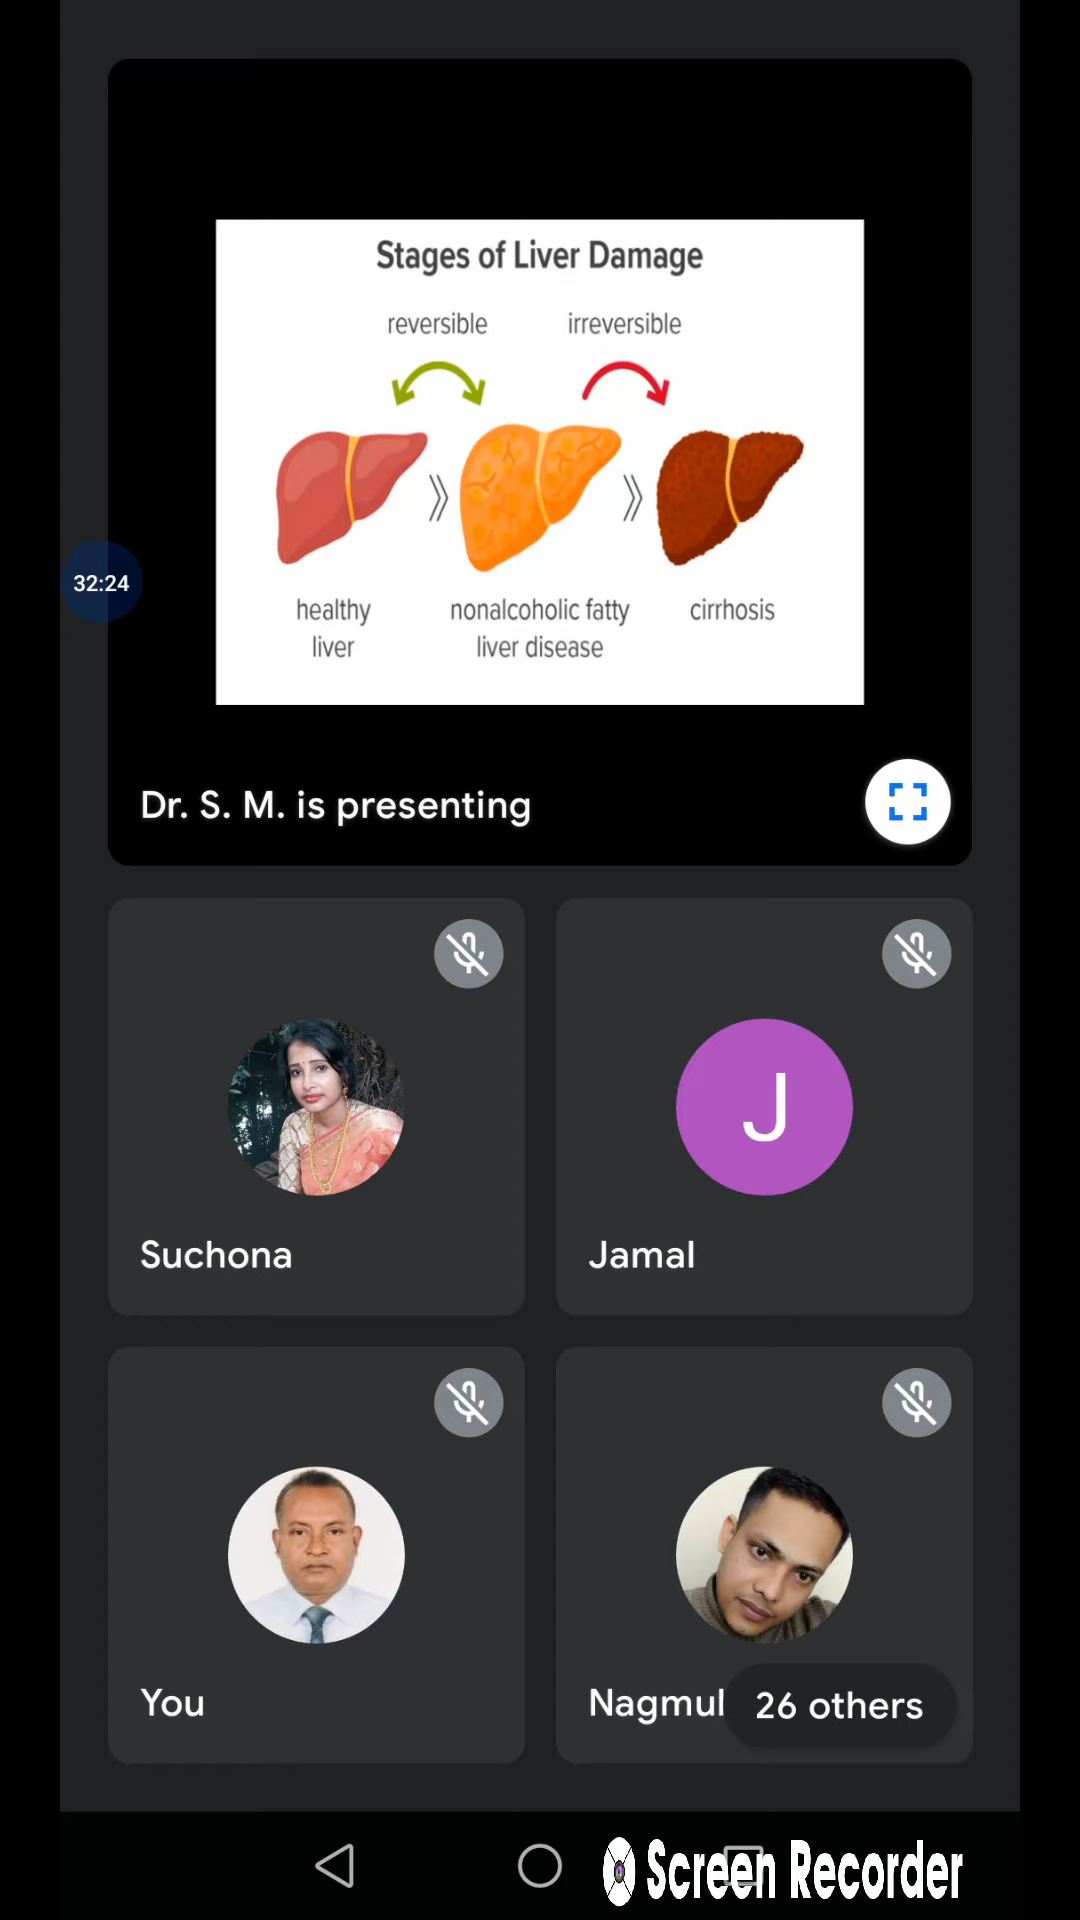 Stages of Liver Damage
reversible irreversible
healthy liver
nonalcoholic fatty liver disease
cirrhosis
32:24
Dr. S. M. is presenting
Suchona
Jamal
J
You
Nagmul
26 others
Screen Recorder